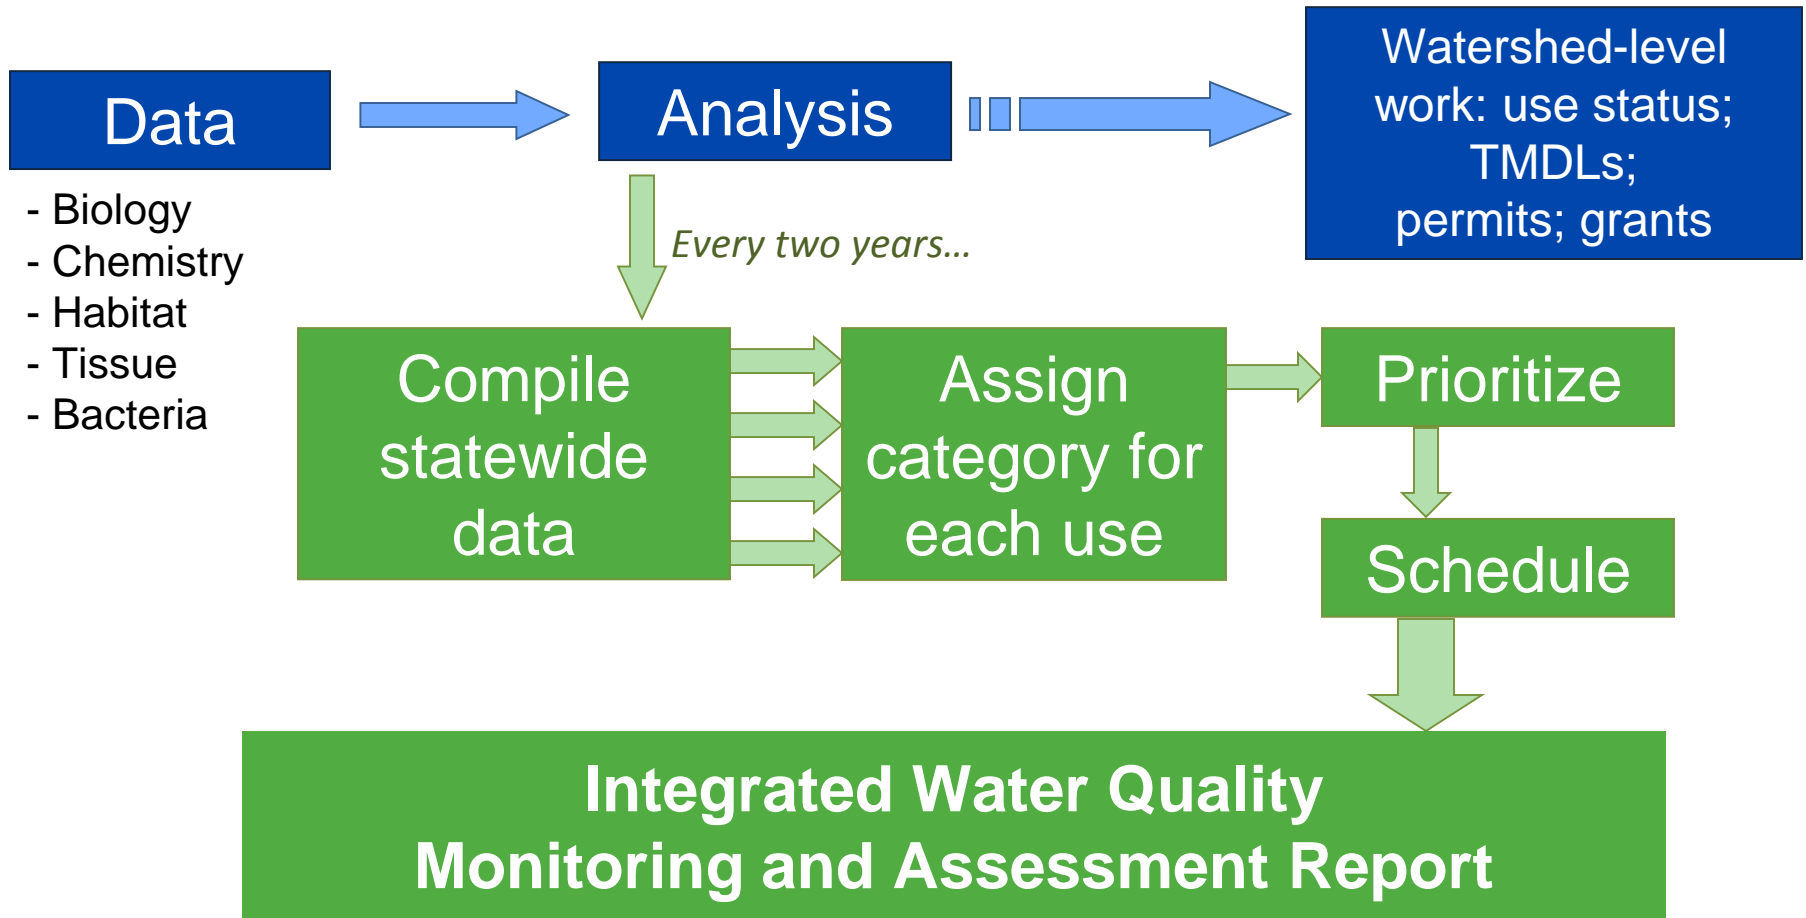 Data
- Biology
- Chemistry
- Habitat
- Tissue
- Bacteria
Analysis
Watershed-level
work: use status;
TMDLs;
permits; grants
Every two years...
Compile
statewide
data
Assign
category for
each use
Prioritize
Schedule
Integrated Water Quality
Monitoring and Assessment Report